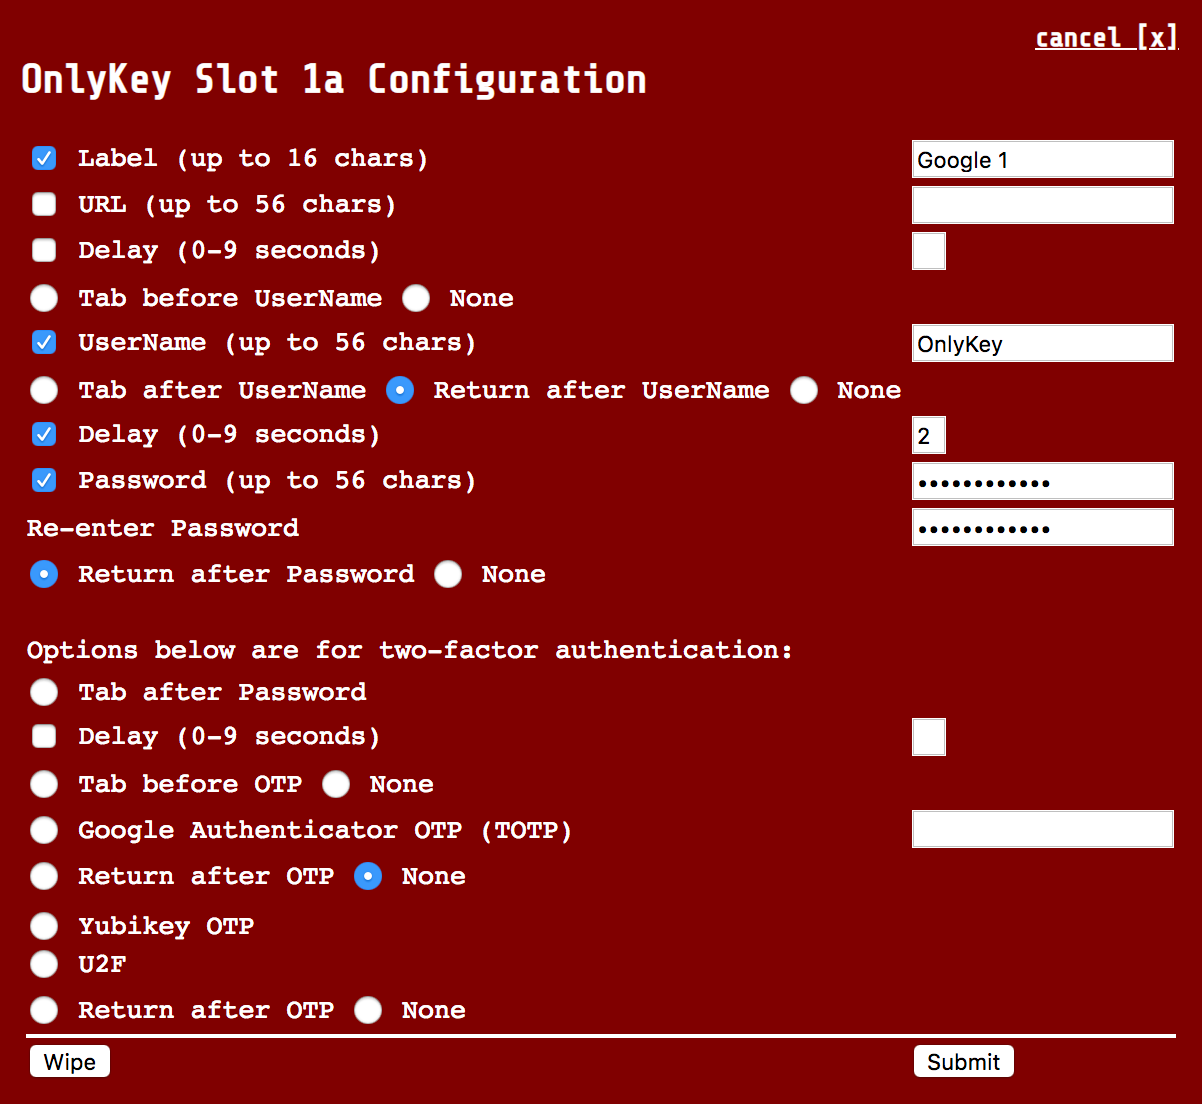 cancel [x]
OnlyKey Slot 1a Configuration
Label (up to 16 chars) Google 1
URL (up to 56 chars)
Delay (0-9 seconds)
Tab before UserName None
UserName (up to 56 chars) OnlyKey
Tab after UserName Return after UserName None
Delay (0-9 seconds) 2
Password (up to 56 chars) ••••••••••••
Re-enter Password ••••••••••••
Return after Password None
Options below are for two-factor authentication:
Tab after Password
Delay (0-9 seconds)
Tab before OTP None
Google Authenticator OTP (TOTP)
Return after OTP None
Yubikey OTP
U2F
Return after OTP None
Wipe Submit